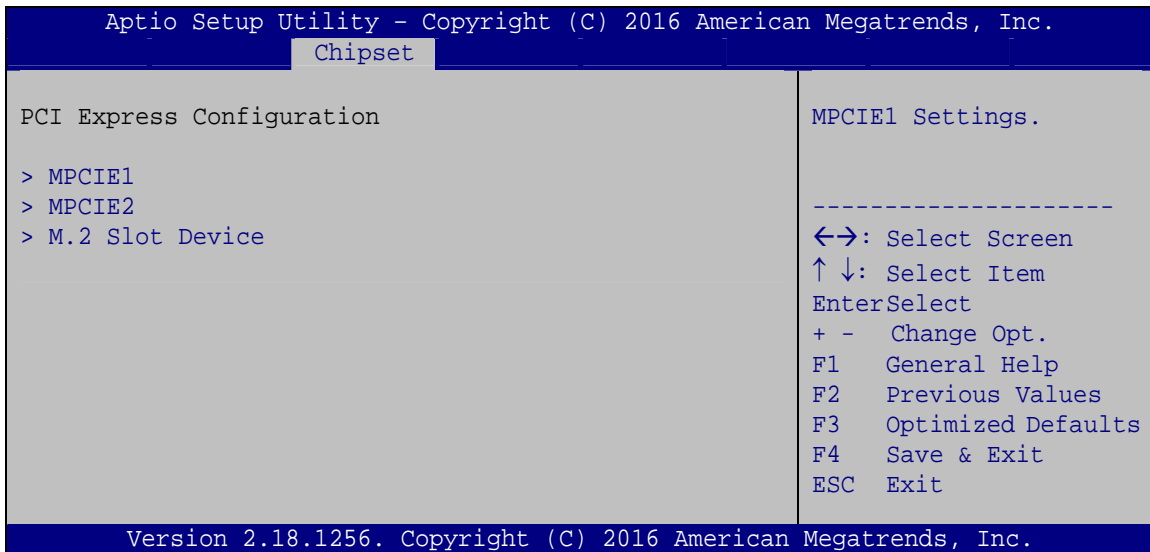 Aptio Setup Utility – Copyright (C) 2016 American Megatrends, Inc.
Chipset
PCI Express Configuration
> MPCIE1
> MPCIE2
> M.2 Slot Device
MPCIE1 Settings.
---------------------
←→: Select Screen
↑ ↓: Select Item
EnterSelect
+ - Change Opt.
F1 General Help
F2 Previous Values
F3 Optimized Defaults
F4 Save & Exit
ESC Exit
Version 2.18.1256. Copyright (C) 2016 American Megatrends, Inc.